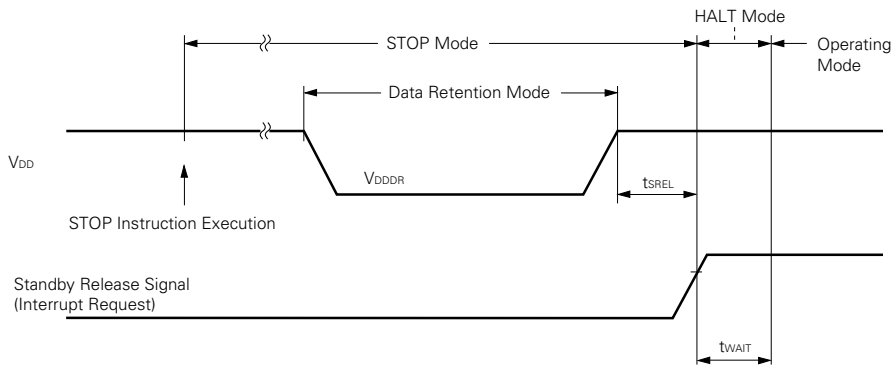 HALT Mode
STOP Mode
Operating
Mode
Data Retention Mode
VDD
VDDDR
tSREL
STOP Instruction Execution
Standby Release Signal
(Interrupt Request)
tWAIT